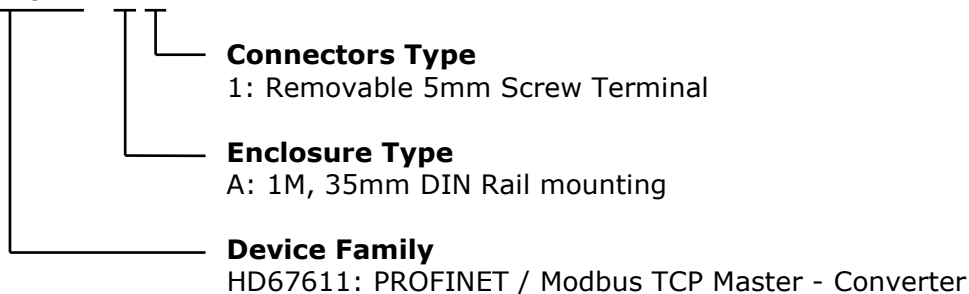 Connectors Type
1: Removable 5mm Screw Terminal
Enclosure Type
A: 1M, 35mm DIN Rail mounting
Device Family
HD67611: PROFINET / Modbus TCP Master - Converter